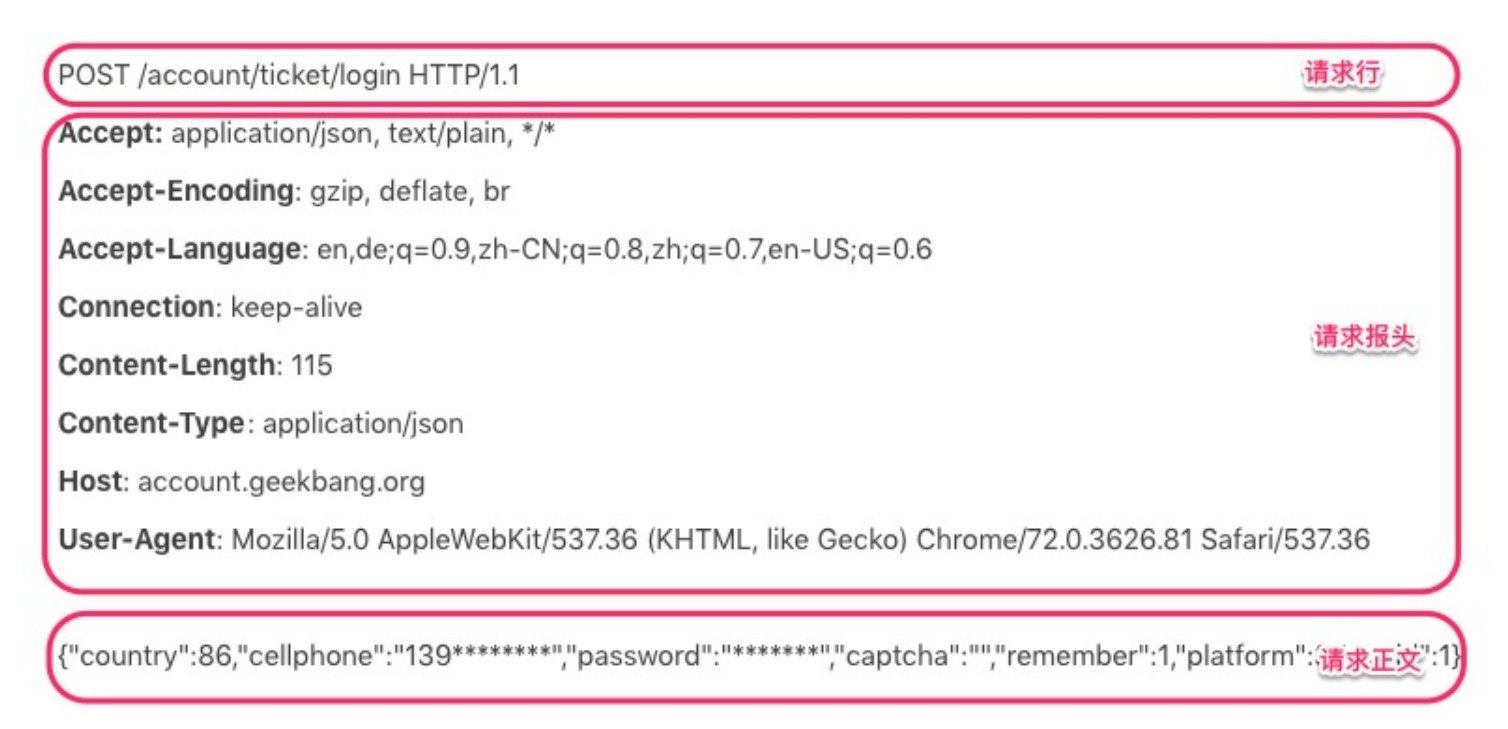 POST /account/ticket/login HTTP/1.1 请求行
Accept: application/json, text/plain, */*
Accept-Encoding: gzip, deflate, br
Accept-Language: en,de;q=0.9,zh-CN;q=0.8,zh;q=0.7,en-US;q=0.6
Connection: keep-alive
请求报头
Content-Length: 115
Content-Type: application/json
Host: account.geekbang.org
User-Agent: Mozilla/5.0 AppleWebKit/537.36 (KHTML, like Gecko) Chrome/72.0.3626.81 Safari/537.36
{"country":86,"cellphone":"139********","password":"*******","captcha":"","remember":1,"platform": ":1}
请求正文